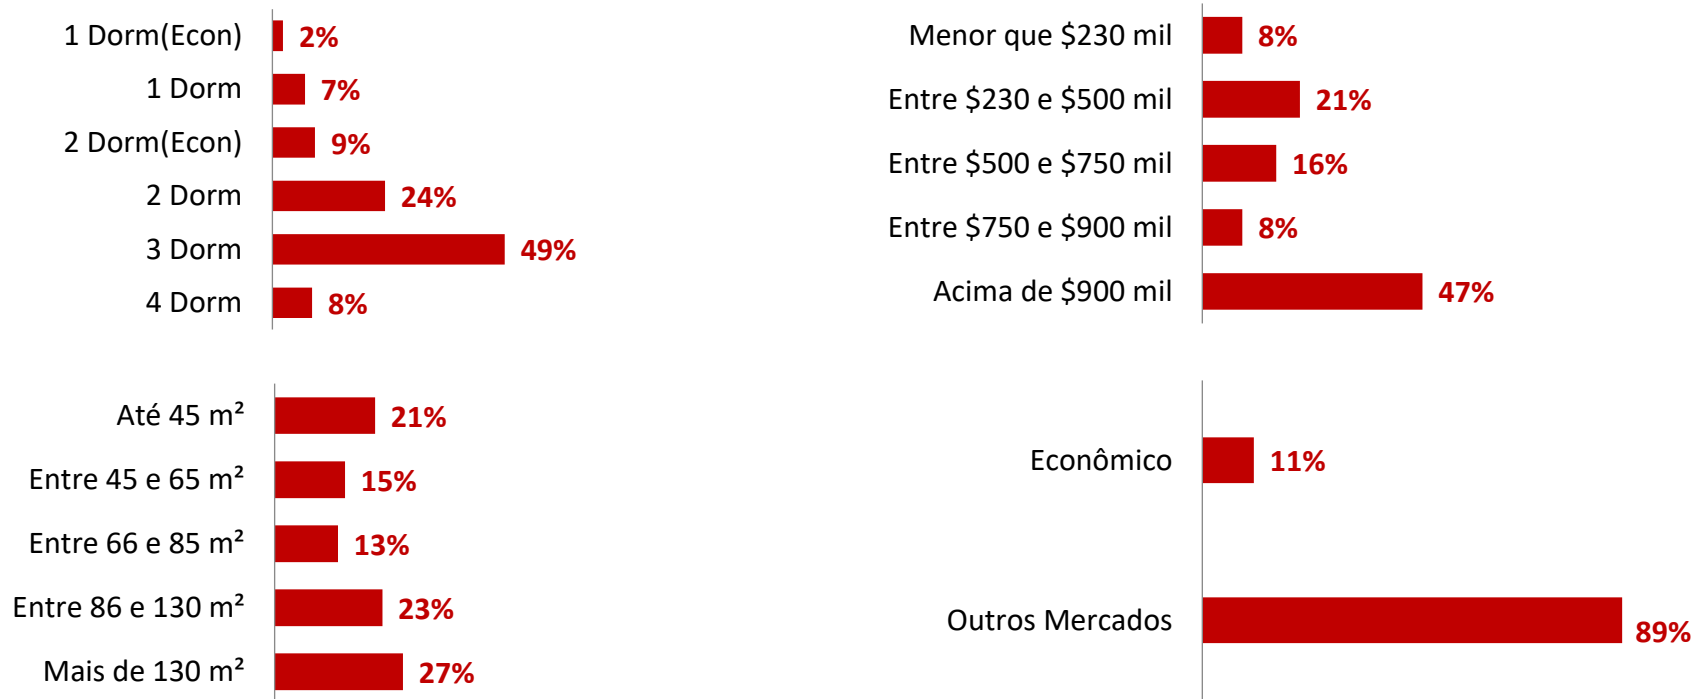 1 Dorm(Econ) 2%
1 Dorm 7%
2 Dorm(Econ) 9%
2 Dorm 24%
3 Dorm 49%
4 Dorm 8%
Menor que $230 mil 8%
Entre $230 e $500 mil 21%
Entre $500 e $750 mil 16%
Entre $750 e $900 mil 8%
Acima de $900 mil 47%
Até 45 m² 21%
Entre 45 e 65 m² 15%
Entre 66 e 85 m² 13%
Entre 86 e 130 m² 23%
Mais de 130 m² 27%
Econômico 11%
Outros Mercados 89%